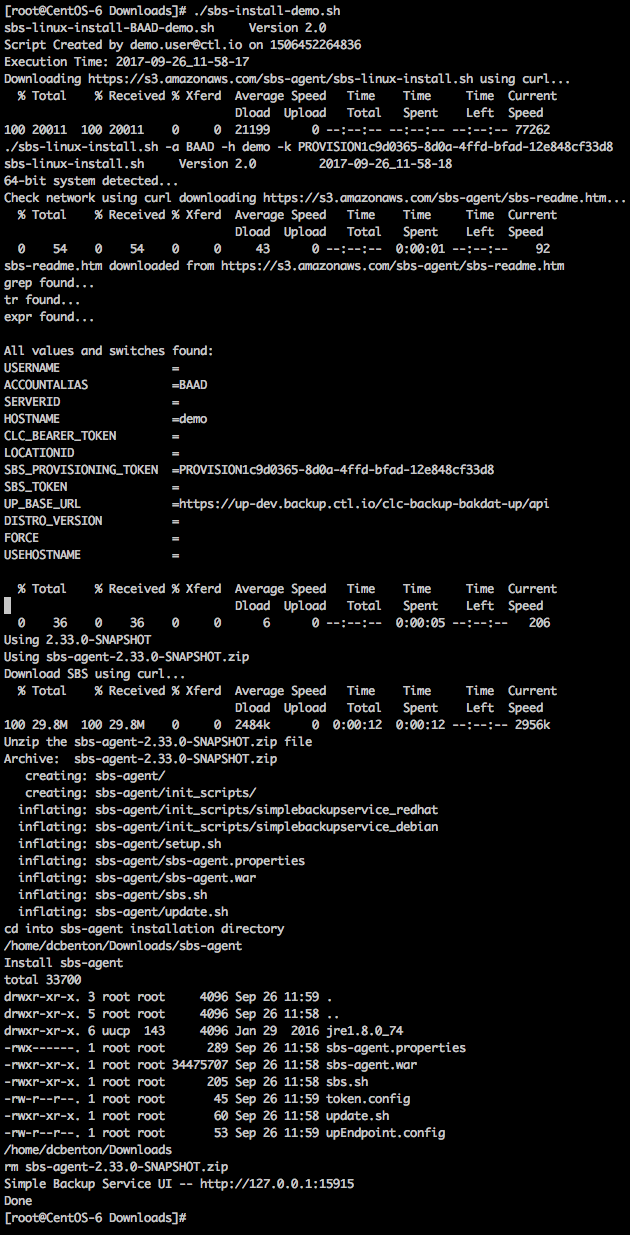 [root@CentOS-6 Downloads]# ./sbs-install-demo.sh
sbs-linux-install-BAAD-demo.sh     Version 2.0
Script Created by demo.user@ctl.io on 1506452264836
Execution Time: 2017-09-26_11-58-17
Downloading https://s3.amazonaws.com/sbs-agent/sbs-linux-install.sh using curl...
  % Total    % Received % Xferd  Average Speed   Time    Time     Time  Current
                                 Dload  Upload   Total   Spent    Left  Speed
100 20011  100 20011    0     0  21199      0 --:--:-- --:--:-- --:--:-- 77262
./sbs-linux-install.sh -a BAAD -h demo -k PROVISION1c9d0365-8d0a-4ffd-bfad-12e848cf33d8
sbs-linux-install.sh     Version 2.0         2017-09-26_11-58-18
64-bit system detected...
Check network using curl downloading https://s3.amazonaws.com/sbs-agent/sbs-readme.htm...
  % Total    % Received % Xferd  Average Speed   Time    Time     Time  Current
                                 Dload  Upload   Total   Spent    Left  Speed
  0    54    0    54    0     0     43      0 --:--:--  0:00:01 --:--:--    92
sbs-readme.htm downloaded from https://s3.amazonaws.com/sbs-agent/sbs-readme.htm
grep found...
tr found...
expr found...

All values and switches found:
USERNAME                =
ACCOUNTALIAS            =BAAD
SERVERID                =
HOSTNAME                =demo
CLC_BEARER_TOKEN        =
LOCATIONID              =
SBS_PROVISIONING_TOKEN  =PROVISION1c9d0365-8d0a-4ffd-bfad-12e848cf33d8
SBS_TOKEN               =
UP_BASE_URL             =https://up-dev.backup.ctl.io/clc-backup-bakdat-up/api
DISTRO_VERSION          =
FORCE                   =
USEHOSTNAME             =

  % Total    % Received % Xferd  Average Speed   Time    Time     Time  Current
                                 Dload  Upload   Total   Spent    Left  Speed
  0    36    0    36    0     0      6      0 --:--:--  0:00:05 --:--:--   206
Using 2.33.0-SNAPSHOT
Using sbs-agent-2.33.0-SNAPSHOT.zip
Download SBS using curl...
  % Total    % Received % Xferd  Average Speed   Time    Time     Time  Current
                                 Dload  Upload   Total   Spent    Left  Speed
100 29.8M  100 29.8M    0     0  2484k      0  0:00:12  0:00:12 --:--:-- 2956k
Unzip the sbs-agent-2.33.0-SNAPSHOT.zip file
Archive:  sbs-agent-2.33.0-SNAPSHOT.zip
   creating: sbs-agent/
   creating: sbs-agent/init_scripts/
  inflating: sbs-agent/init_scripts/simplebackupservice_redhat
  inflating: sbs-agent/init_scripts/simplebackupservice_debian
  inflating: sbs-agent/setup.sh
  inflating: sbs-agent/sbs-agent.properties
  inflating: sbs-agent/sbs-agent.war
  inflating: sbs-agent/sbs.sh
  inflating: sbs-agent/update.sh
cd into sbs-agent installation directory
/home/dcbenton/Downloads/sbs-agent
Install sbs-agent
total 33700
drwxr-xr-x. 3 root root     4096 Sep 26 11:59 .
drwxr-xr-x. 5 root root     4096 Sep 26 11:58 ..
drwxr-xr-x. 6 uucp  143     4096 Jan 29  2016 jre1.8.0_74
-rwx------. 1 root root      289 Sep 26 11:58 sbs-agent.properties
-rwxr-xr-x. 1 root root 34475707 Sep 26 11:58 sbs-agent.war
-rwxr-xr-x. 1 root root      205 Sep 26 11:58 sbs.sh
-rw-r--r--. 1 root root       45 Sep 26 11:59 token.config
-rwxr-xr-x. 1 root root       60 Sep 26 11:58 update.sh
-rw-r--r--. 1 root root       53 Sep 26 11:59 upEndpoint.config
/home/dcbenton/Downloads
rm sbs-agent-2.33.0-SNAPSHOT.zip
Simple Backup Service UI -- http://127.0.0.1:15915
Done
[root@CentOS-6 Downloads]#